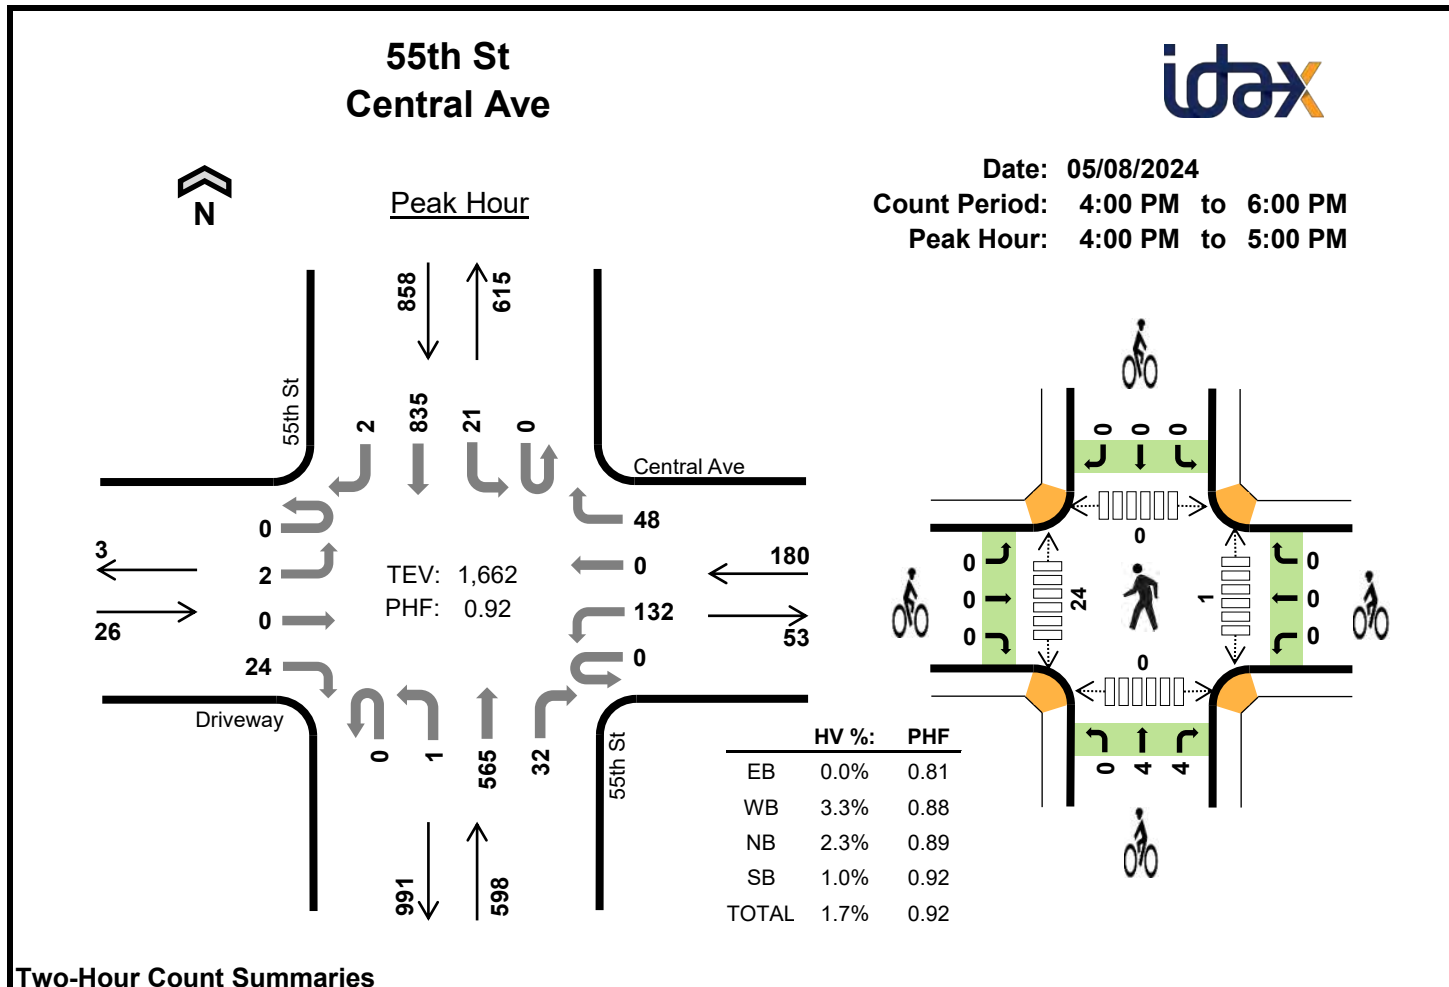 55th St
Central Ave
idax
Date: 05/08/2024
Count Period: 4:00 PM to 6:00 PM
Peak Hour: 4:00 PM to 5:00 PM
N
Peak Hour
858
615
55th St
2
835
21
0
Central Ave
0
48
3
2
0
180
TEV: 1,662
PHF: 0.92
26
0
132
53
24
0
Driveway
0
1
565
32
55th St
991
598
HV %: PHF
EB 0.0% 0.81
WB 3.3% 0.88
NB 2.3% 0.89
SB 1.0% 0.92
TOTAL 1.7% 0.92
0 0 0
0
0
0
0
24
1
0
0
0
0
0 4 4
Two-Hour Count Summaries